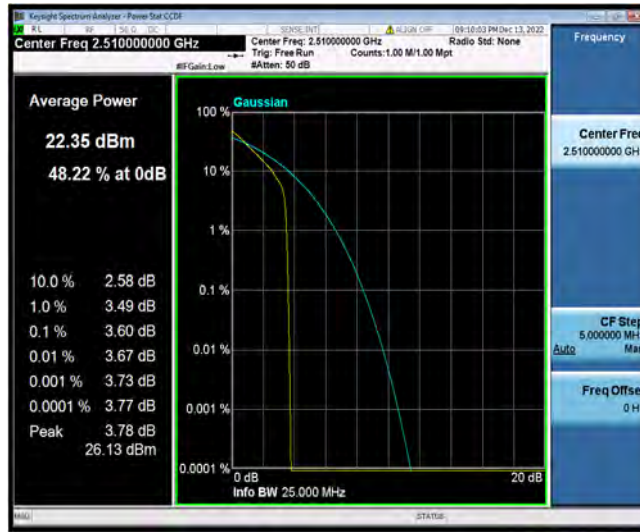 Keysight Spectrum Analyser - Power Stat CCDF
RL RF 50 Ω DC SENSE:INT ALIGN OFF 09:10:03 PM Dec 13, 2022
Center Freq 2.510000000 GHz
Center Freq: 2.510000000 GHz Radio Std: None
Trig: Free Run Counts:1.00 M/1.00 Mpt
#IFGain:Low #Atten: 50 dB
Frequency
Average Power
22.35 dBm
48.22 % at 0dB
10.0 % 2.58 dB
1.0 % 3.49 dB
0.1 % 3.60 dB
0.01 % 3.67 dB
0.001 % 3.73 dB
0.0001 % 3.77 dB
Peak 3.78 dB
26.13 dBm
Gaussian
100 %
10 %
1 %
0.1 %
0.01 %
0.001 %
0.0001 %
0 dB 20 dB
Info BW 25.000 MHz
Center Freq
2.510000000 GH
CF Step
5.000000 MH
Auto Ma
Freq Offse
0 H
MSG STATUS